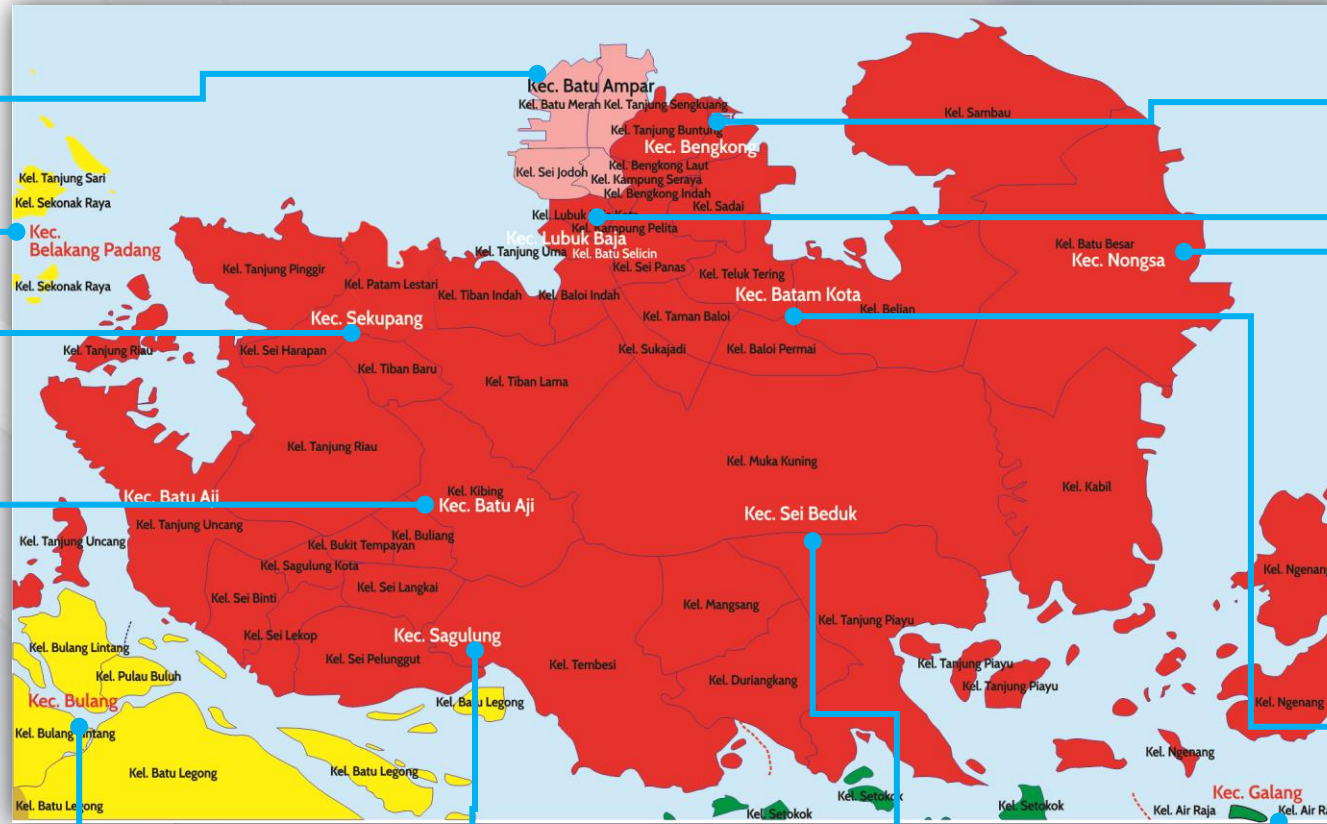 Kec. Batu Ampar
Kel. Batu Merah Kel. Tanjung Sengkuang
Kel. Sambau
Kel. Tanjung Buntung
Kec. Bengkong
Kel. Tanjung Sari
Kel. Sei Jodoh
Kel. Bengkong Laut
Kel. Kampung Seraya
Kel. Bengkong Indah
Kel. Sekonak Raya
Kel. Sadai
Kel. Lubuk
Kel. Kampung Pelita
Kec.
Belakang Padang
Kec. Lubuk Baja
Kel. Tanjung Uma
Kel. Batu Selicin
Kel. Batu Besar
Kec. Nongsa
Kel. Tanjung Pinggir
Kel. Sei Panas
Kel. Teluk Tering
Kel. Sekonak Raya
Kel. Patam Lestari
Kel. Tiban Indah
Kel. Baloi Indah
Kec. Batam Kota
Kel. Belian
Kec. Sekupang
Kel. Taman Baloi
Kel. Tanjung Riau
Kel. Sei Harapan
Kel. Sukajadi
Kel. Baloi Permai
Kel. Tiban Baru
Kel. Tiban Lama
Kel. Tanjung Riau
Kel. Muka Kuning
Kel. Kabil
Kec. Batu Aji
Kel. Kibing
Kec. Batu Aji
Kec. Sei Beduk
Kel. Tanjung Uncang
Kel. Tanjung Uncang
Kel. Buliang
Kel. Bukit Tempayan
Kel. Sagulung Kota
Kel. Ngenang
Kel. Sei Langkai
Kel. Sei Binti
Kel. Mangsang
Kel. Tanjung Piayu
Kel. Sei Lekop
Kec. Sagulung
Kel. Bulang Lintang
Kel. Sei Pelunggut
Kel. Tembesi
Kel. Tanjung Piayu
Kel. Pulau Buluh
Kel. Duriangkang
Kel. Tanjung Piayu
Kec. Bulang
Kel. Batu Legong
Kel. Ngenang
Kel. Bulang Lintang
Kel. Ngenang
Kel. Batu Legong
Kel. Batu Legong
Kel. Setokok
Kec. Galang
Kel. Batu Legong
Kel. Setokok
Kel. Setokok
Kel. Air Raja
Kel. Air Ra